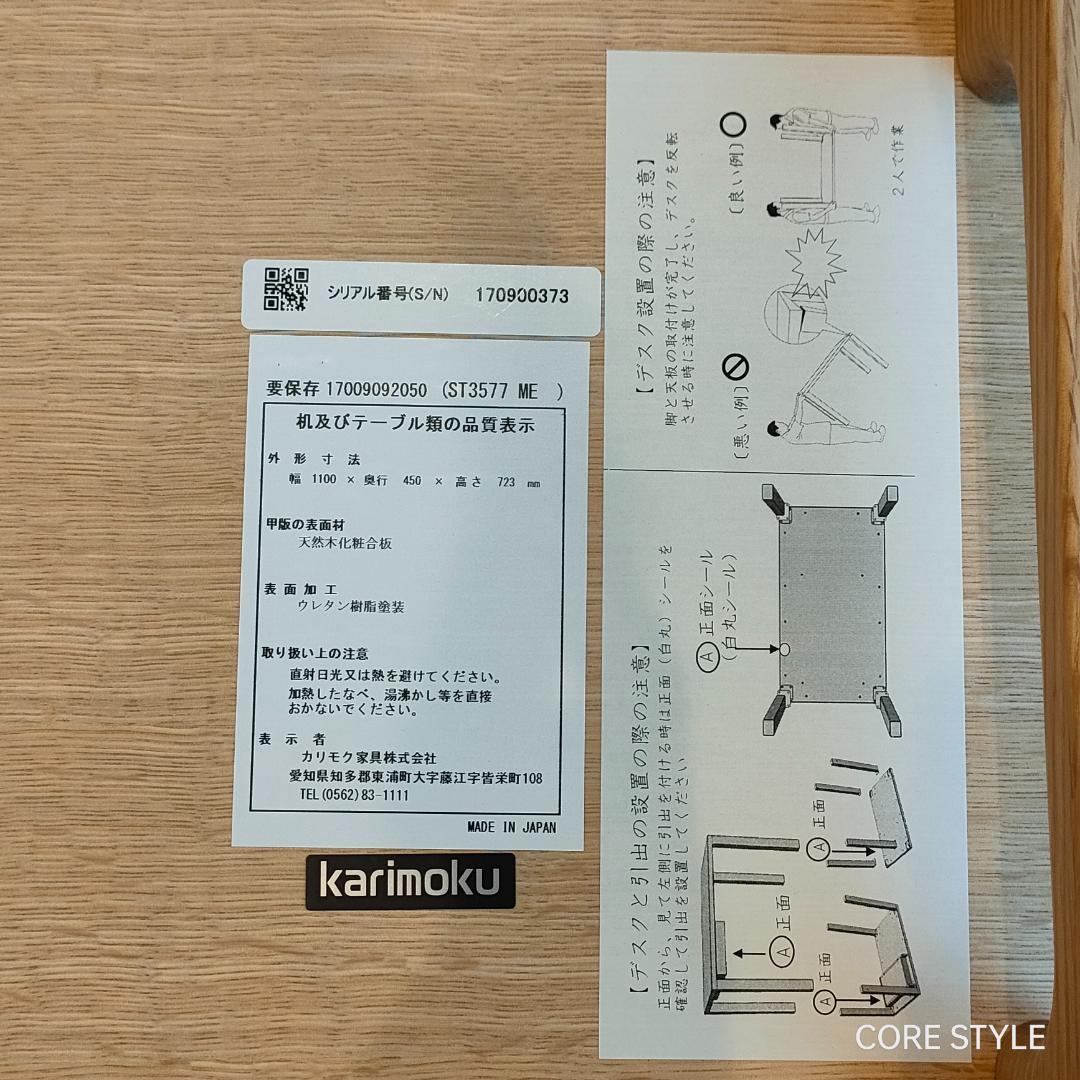 シリアル番号(S/N) 170900373
要保存 17009092050 (ST3577 ME )
机及びテーブル類の品質表示
外形寸法
幅 1100 × 奥行 450 × 高さ 723 mm
甲版の表面材
天然木化粧合板
表面加工
ウレタン樹脂塗装
取り扱い上の注意
直射日光又は熱を避けてください。
加熱したなべ、湯沸かし等を直接
おかないでください。
表示者
カリモク家具株式会社
愛知県知多郡東浦町大字藤江字皆栄町108
TEL(0562)83-1111
MADE IN JAPAN
karimoku
【デスクと引出の設置の際の注意】
正面から、見て左側に引出を付ける時は正面(白丸)シールを
確認して引出を設置してください
Ⓐ正面シール
(白丸シール)
Ⓐ 正面
Ⓐ 正面
Ⓐ 正面
【デスク設置の際の注意】
脚と天板の取付けが完了し、デスクを反転
させる時に注意してください。
〔悪い例〕
〔良い例〕
2人で作業
CORE STYLE